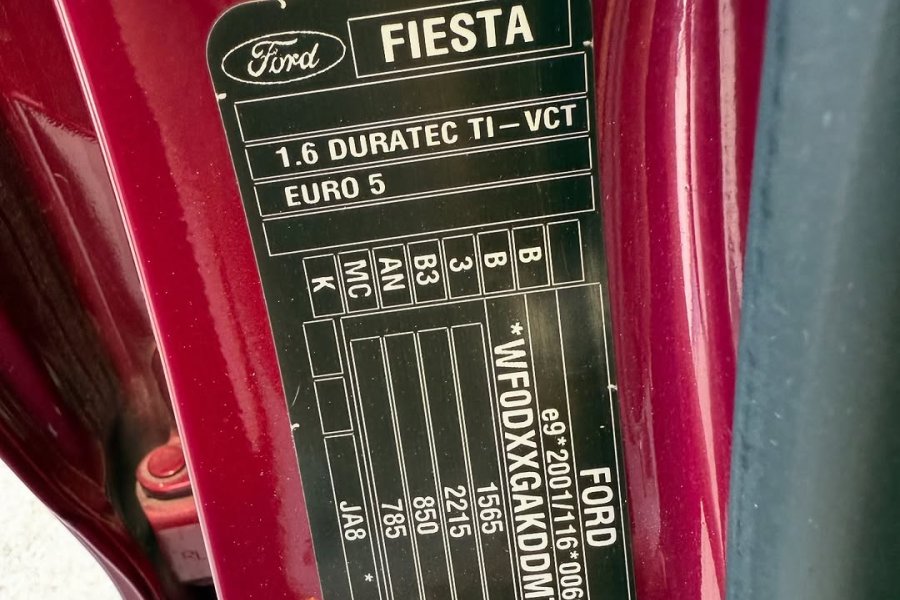 Ford
FIESTA
1.6 DURATEC TI-VCT
EURO 5
K MC AN B3 3 B B
FORD
e9*2001/116*006
*WF0DXXGAKDDM
1565
2215
850
785 *
JA8